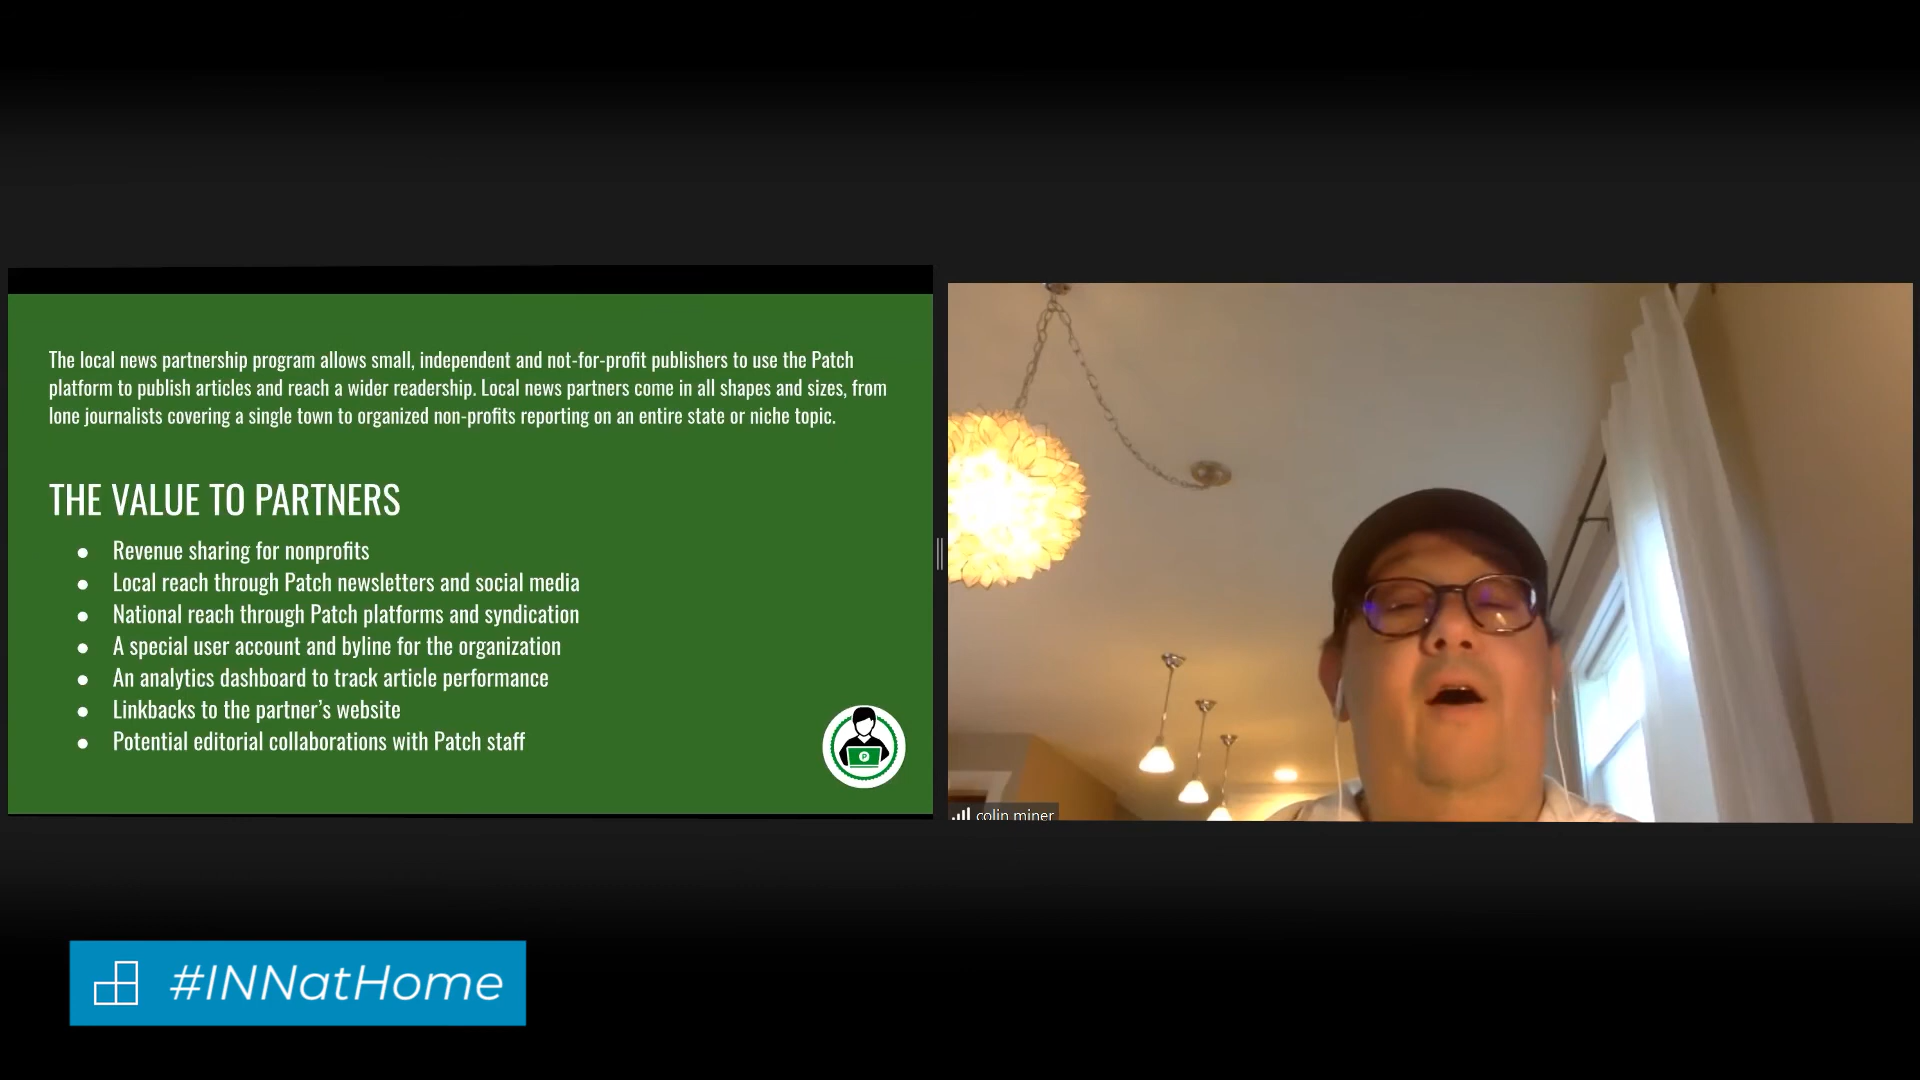 The local news partnership program allows small, independent and not-for-profit publishers to use the Patch
platform to publish articles and reach a wider readership. Local news partners come in all shapes and sizes, from
lone journalists covering a single town to organized non-profits reporting on an entire state or niche topic.
THE VALUE TO PARTNERS
● Revenue sharing for nonprofits
● Local reach through Patch newsletters and social media
● National reach through Patch platforms and syndication
● A special user account and byline for the organization
● An analytics dashboard to track article performance
● Linkbacks to the partner’s website
● Potential editorial collaborations with Patch staff
P
colin miner
#INNatHome